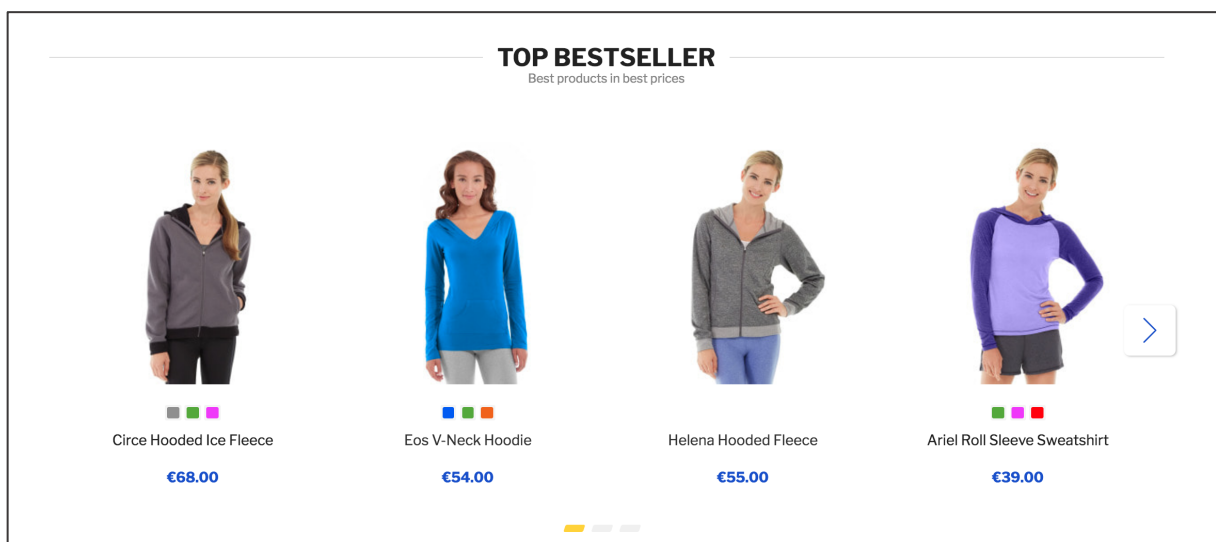 TOP BESTSELLER
Best products in best prices
Circe Hooded Ice Fleece
Eos V-Neck Hoodie
Helena Hooded Fleece
Ariel Roll Sleeve Sweatshirt
€68.00
€54.00
€55.00
€39.00